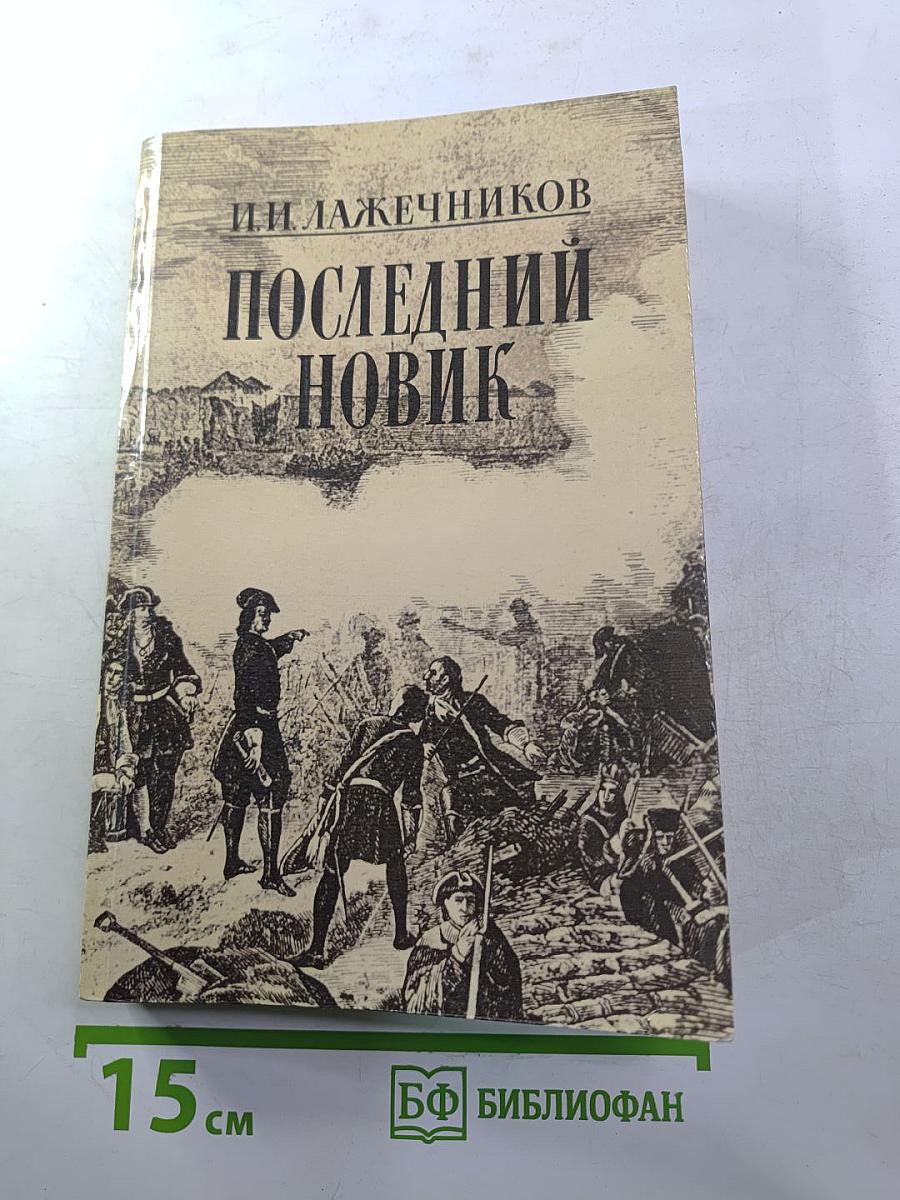 И.И. ЛАЖЕЧНИКОВ
ПОСЛЕДНИЙ
НОВИК
15 см
БФ БИБЛИОФАН